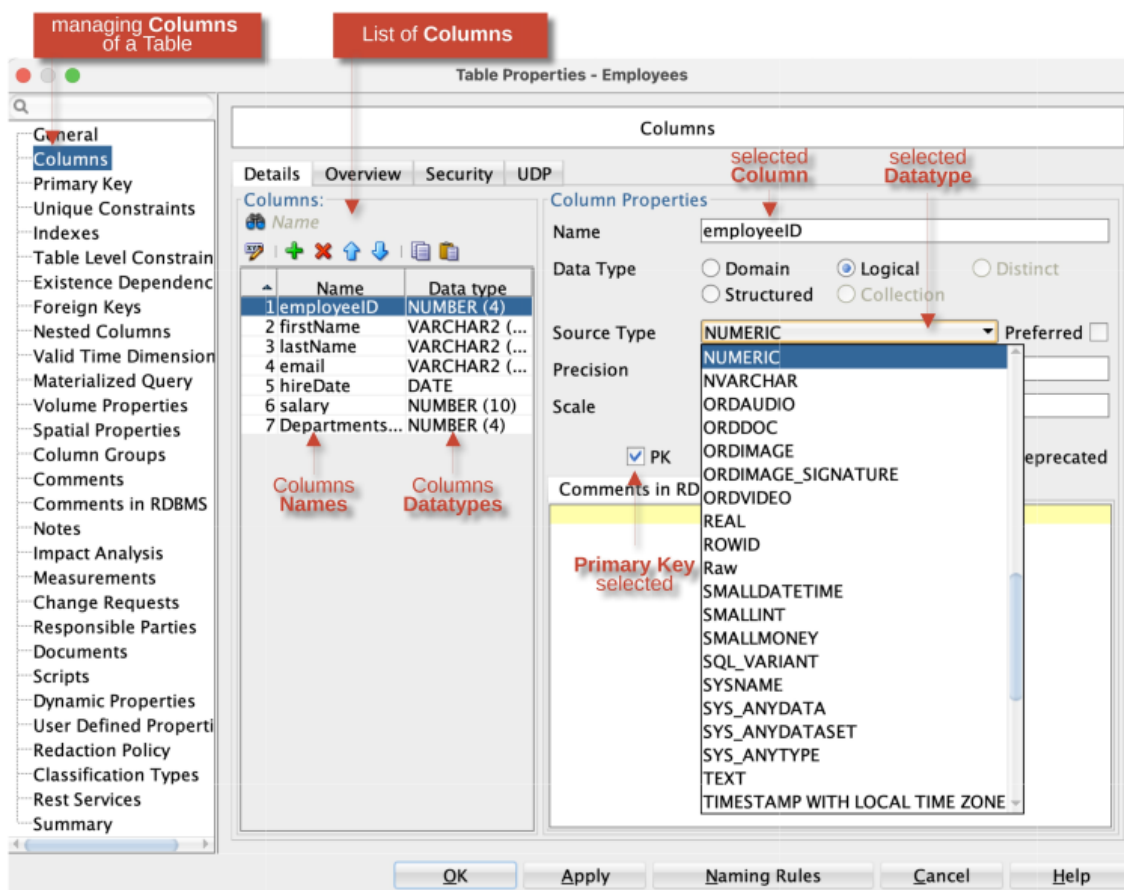 managing Columns
of a Table
List of Columns
Table Properties - Employees
General
Columns
Primary Key
Unique Constraints
Indexes
Table Level Constrain
Existence Dependenc
Foreign Keys
Nested Columns
Valid Time Dimension
Materialized Query
Volume Properties
Spatial Properties
Column Groups
Comments
Comments in RDBMS
Notes
Impact Analysis
Measurements
Change Requests
Responsible Parties
Documents
Scripts
Dynamic Properties
User Defined Properti
Redaction Policy
Classification Types
Rest Services
Summary
Columns
Details Overview Security UDP
selected
Column
selected
Datatype
Columns:
Name
Name Data type
1 employeeID NUMBER (4)
2 firstName VARCHAR2 (...
3 lastName VARCHAR2 (...
4 email VARCHAR2 (...
5 hireDate DATE
6 salary NUMBER (10)
7 Departments... NUMBER (4)
Columns
Names
Columns
Datatypes
Column Properties
Name employeeID
Data Type Domain Logical Distinct
Structured Collection
Source Type NUMERIC Preferred
Precision
Scale
PK eprecated
Comments in RD
Primary Key
selected
NUMERIC
NVARCHAR
ORDAUDIO
ORDDOC
ORDIMAGE
ORDIMAGE_SIGNATURE
ORDVIDEO
REAL
ROWID
Raw
SMALLDATETIME
SMALLINT
SMALLMONEY
SQL_VARIANT
SYSNAME
SYS_ANYDATA
SYS_ANYDATASET
SYS_ANYTYPE
TEXT
TIMESTAMP WITH LOCAL TIME ZONE
OK Apply Naming Rules Cancel Help